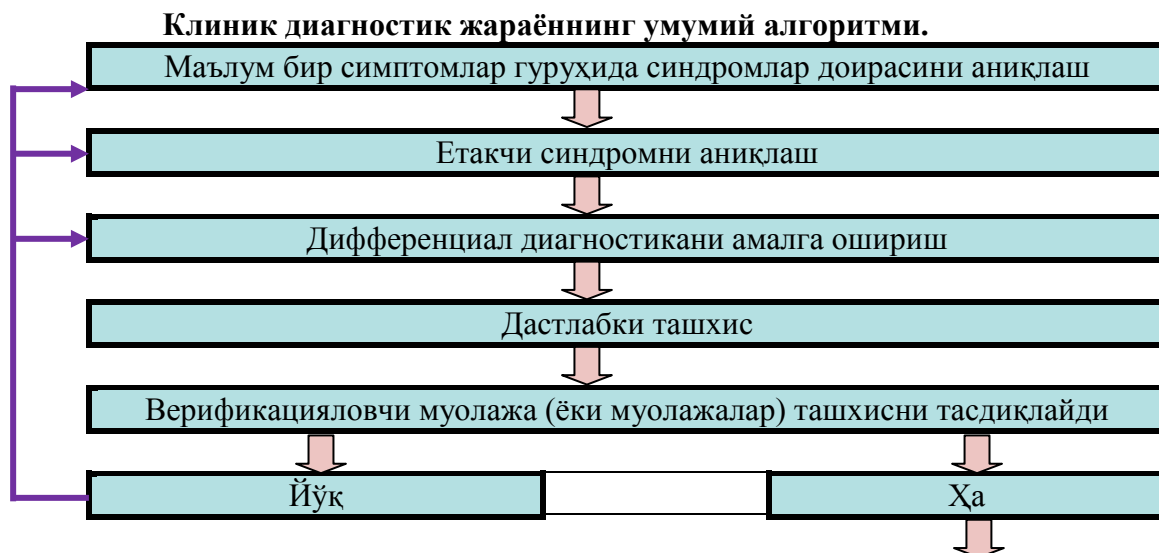 Клиник диагностик жараённинг умумий алгоритми.
Маълум бир симптомлар гуруҳида синдромлар доирасини аниқлаш
Етакчи синдромни аниқлаш
Дифференциал диагностикани амалга ошириш
Дастлабки ташхис
Верификацияловчи муолажа (ёки муолажалар) ташхисни тасдиқлайди
Йўқ
Ҳа